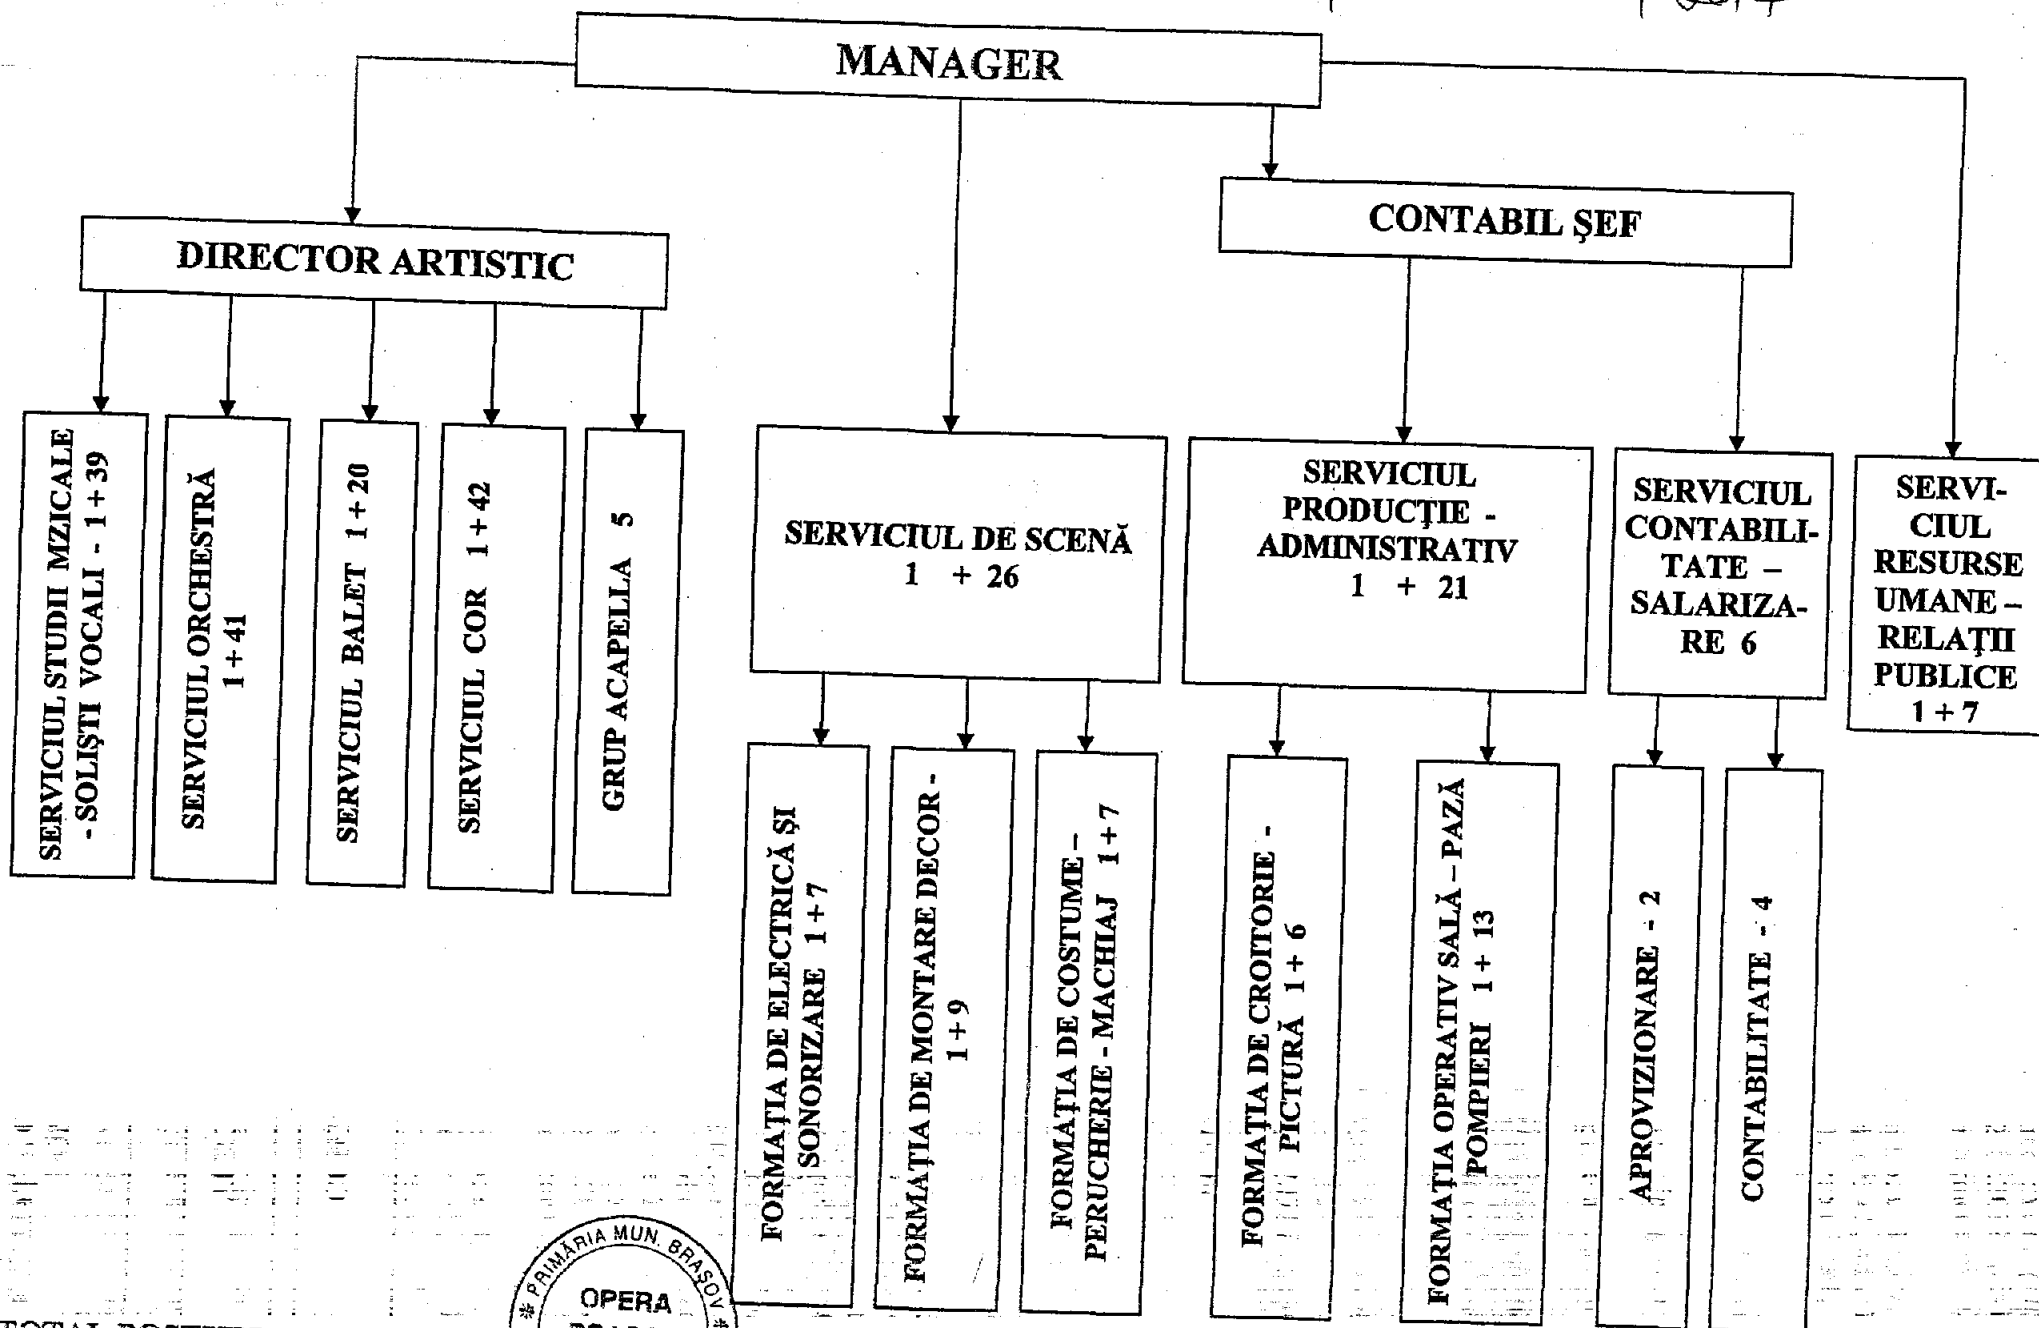 MANAGER
CONTABIL ŞEF
DIRECTOR ARTISTIC
SERVICIUL STUDII MZICALE
- SOLIŞTI VOCALI - 1 + 39
SERVICIUL ORCHESTRĂ
1 + 41
SERVICIUL BALET 1 + 20
SERVICIUL COR 1 + 42
GRUP ACAPELLA 5
SERVICIUL DE SCENĂ
1 + 26
SERVICIUL
PRODUCŢIE -
ADMINISTRATIV
1 + 21
SERVICIUL
CONTABILI-
TATE –
SALARIZA-
RE 6
SERVI-
CIUL
RESURSE
UMANE –
RELAŢII
PUBLICE
1 + 7
FORMAŢIA DE ELECTRICĂ ŞI
SONORIZARE 1 + 7
FORMAŢIA DE MONTARE DECOR -
1 + 9
FORMAŢIA DE COSTUME –
PERUCHERIE - MACHIAJ 1 + 7
FORMAŢIA DE CROITORIE -
PICTURĂ 1 + 6
FORMAŢIA OPERATIV SALĂ – PAZĂ
POMPIERI 1 + 13
APROVIZIONARE - 2
CONTABILITATE - 4
PRIMĂRIA MUN. BRAŞOV
OPERA